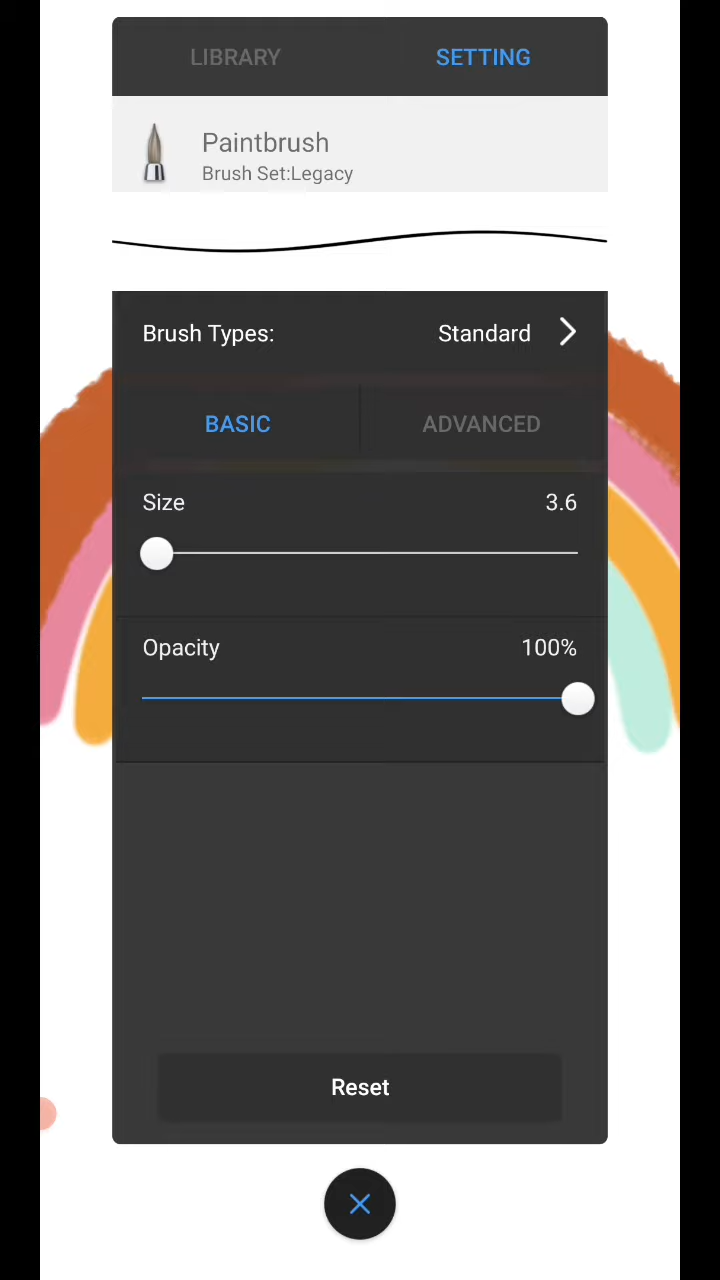 LIBRARY SETTING
Paintbrush
Brush Set:Legacy
Brush Types: Standard
BASIC ADVANCED
Size 3.6
Opacity 100%
Reset